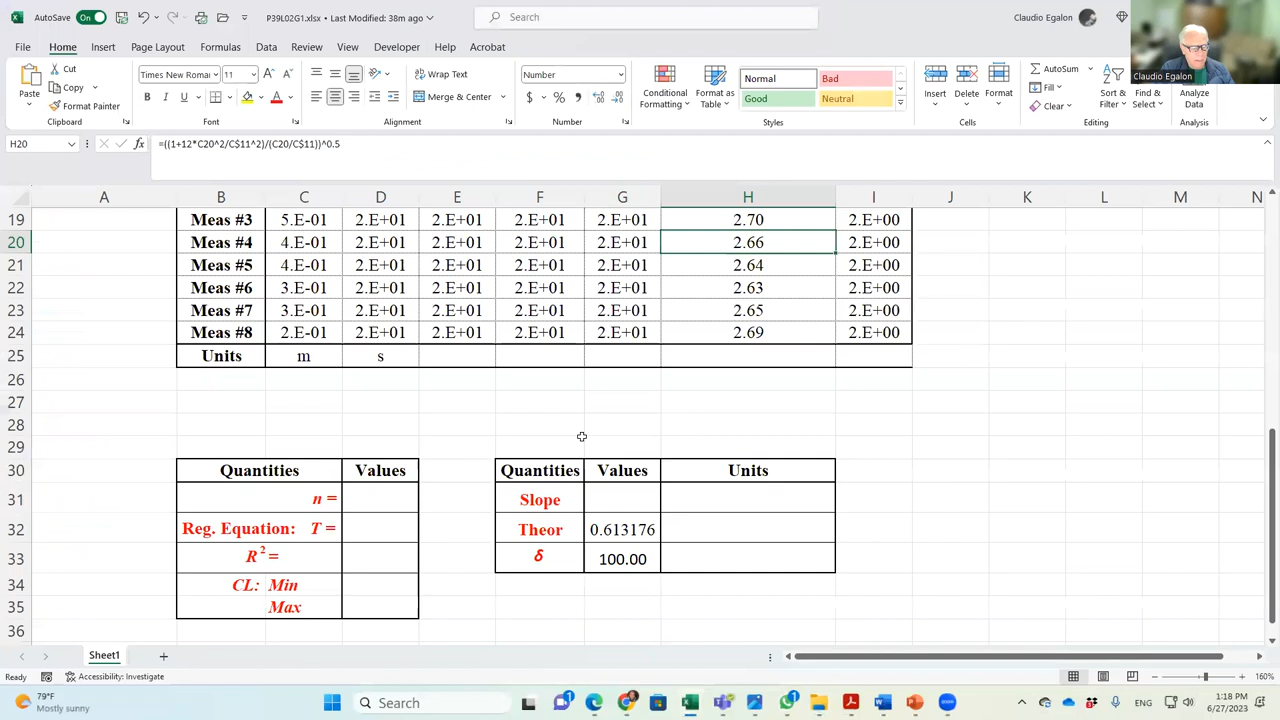 AutoSave On P39L02G1.xlsx • Last Modified: 38m ago Search Claudio Egalon
File Home Insert Page Layout Formulas Data Review View Developer Help Acrobat
Claudio Egalon
Paste Cut Copy Format Painter Clipboard
Times New Roma 11 Font
Wrap Text Merge & Center Alignment
Number Number
Conditional Formatting Format as Table Normal Bad Good Neutral Styles
Insert Delete Format Cells
AutoSum Fill Clear Sort & Filter Find & Select Editing
Analyze Data Analysis
H20 fx =((1+12*C20^2/C$11^2)/(C20/C$11))^0.5
A B C D E F G H I J K L M N
19 Meas #3 5.E-01 2.E+01 2.E+01 2.E+01 2.E+01 2.70 2.E+00
20 Meas #4 4.E-01 2.E+01 2.E+01 2.E+01 2.E+01 2.66 2.E+00
21 Meas #5 4.E-01 2.E+01 2.E+01 2.E+01 2.E+01 2.64 2.E+00
22 Meas #6 3.E-01 2.E+01 2.E+01 2.E+01 2.E+01 2.63 2.E+00
23 Meas #7 3.E-01 2.E+01 2.E+01 2.E+01 2.E+01 2.65 2.E+00
24 Meas #8 2.E-01 2.E+01 2.E+01 2.E+01 2.E+01 2.69 2.E+00
25 Units m s
26
27
28
29
30 Quantities Values Quantities Values Units
31 n = Slope
32 Reg. Equation: T = Theor 0.613176
33 R² = δ 100.00
34 CL: Min
35 Max
36
Sheet1
Ready Accessibility: Investigate 160%
79°F Mostly sunny Search 1:18 PM 6/27/2023